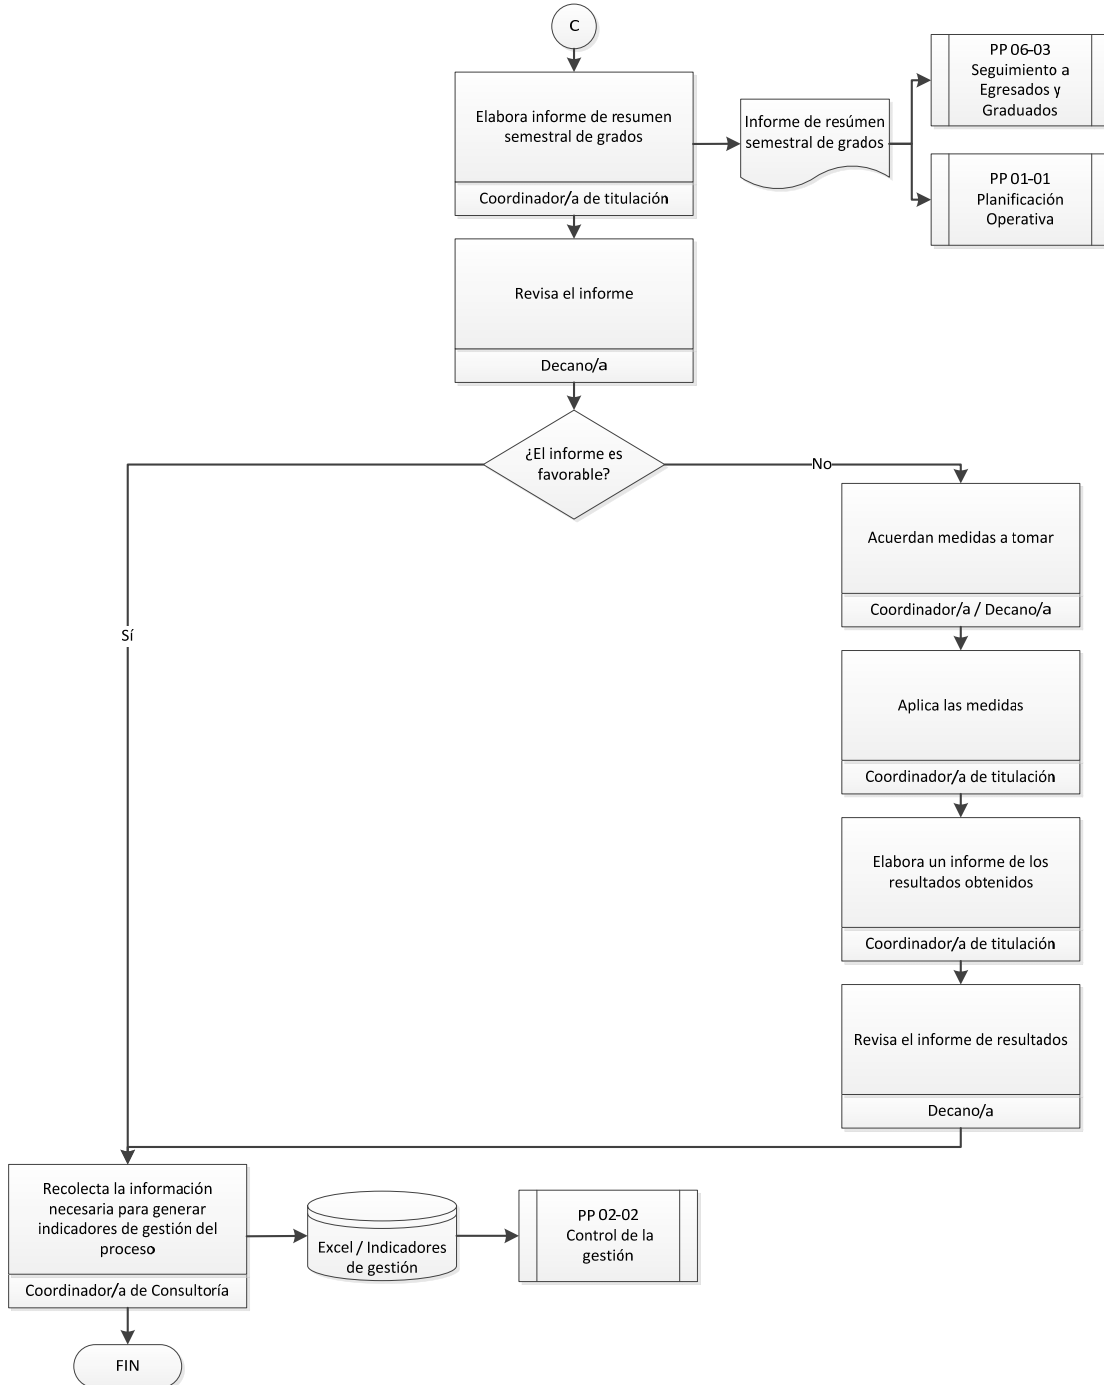 C
Elabora informe de resumen
semestral de grados
Coordinador/a de titulación
Informe de resúmen
semestral de grados
PP 06-03
Seguimiento a
Egresados y
Graduados
PP 01-01
Planificación
Operativa
Revisa el informe
Decano/a
¿El informe es
favorable?
No
Sí
Acuerdan medidas a tomar
Coordinador/a / Decano/a
Aplica las medidas
Coordinador/a de titulación
Elabora un informe de los
resultados obtenidos
Coordinador/a de titulación
Revisa el informe de resultados
Decano/a
Recolecta la información
necesaria para generar
indicadores de gestión del
proceso
Coordinador/a de Consultoría
Excel / Indicadores
de gestión
PP 02-02
Control de la
gestión
FIN